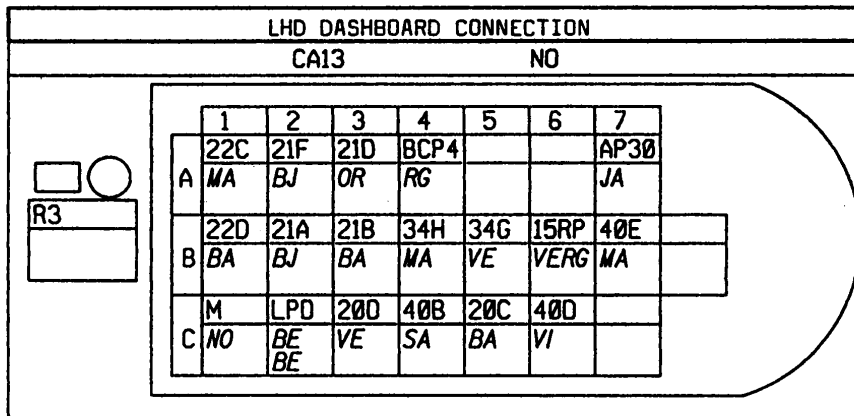 LHD DASHBOARD CONNECTION
CA13 NO
1 2 3 4 5 6 7
22C 21F 21D BCP4 AP30
A MA BJ OR RG JA
R3
22D 21A 21B 34H 34G 15RP 40E
B BA BJ BA MA VE VERG MA
M LPD 20D 40B 20C 40D
C NO BE VE SA BA VI
BE